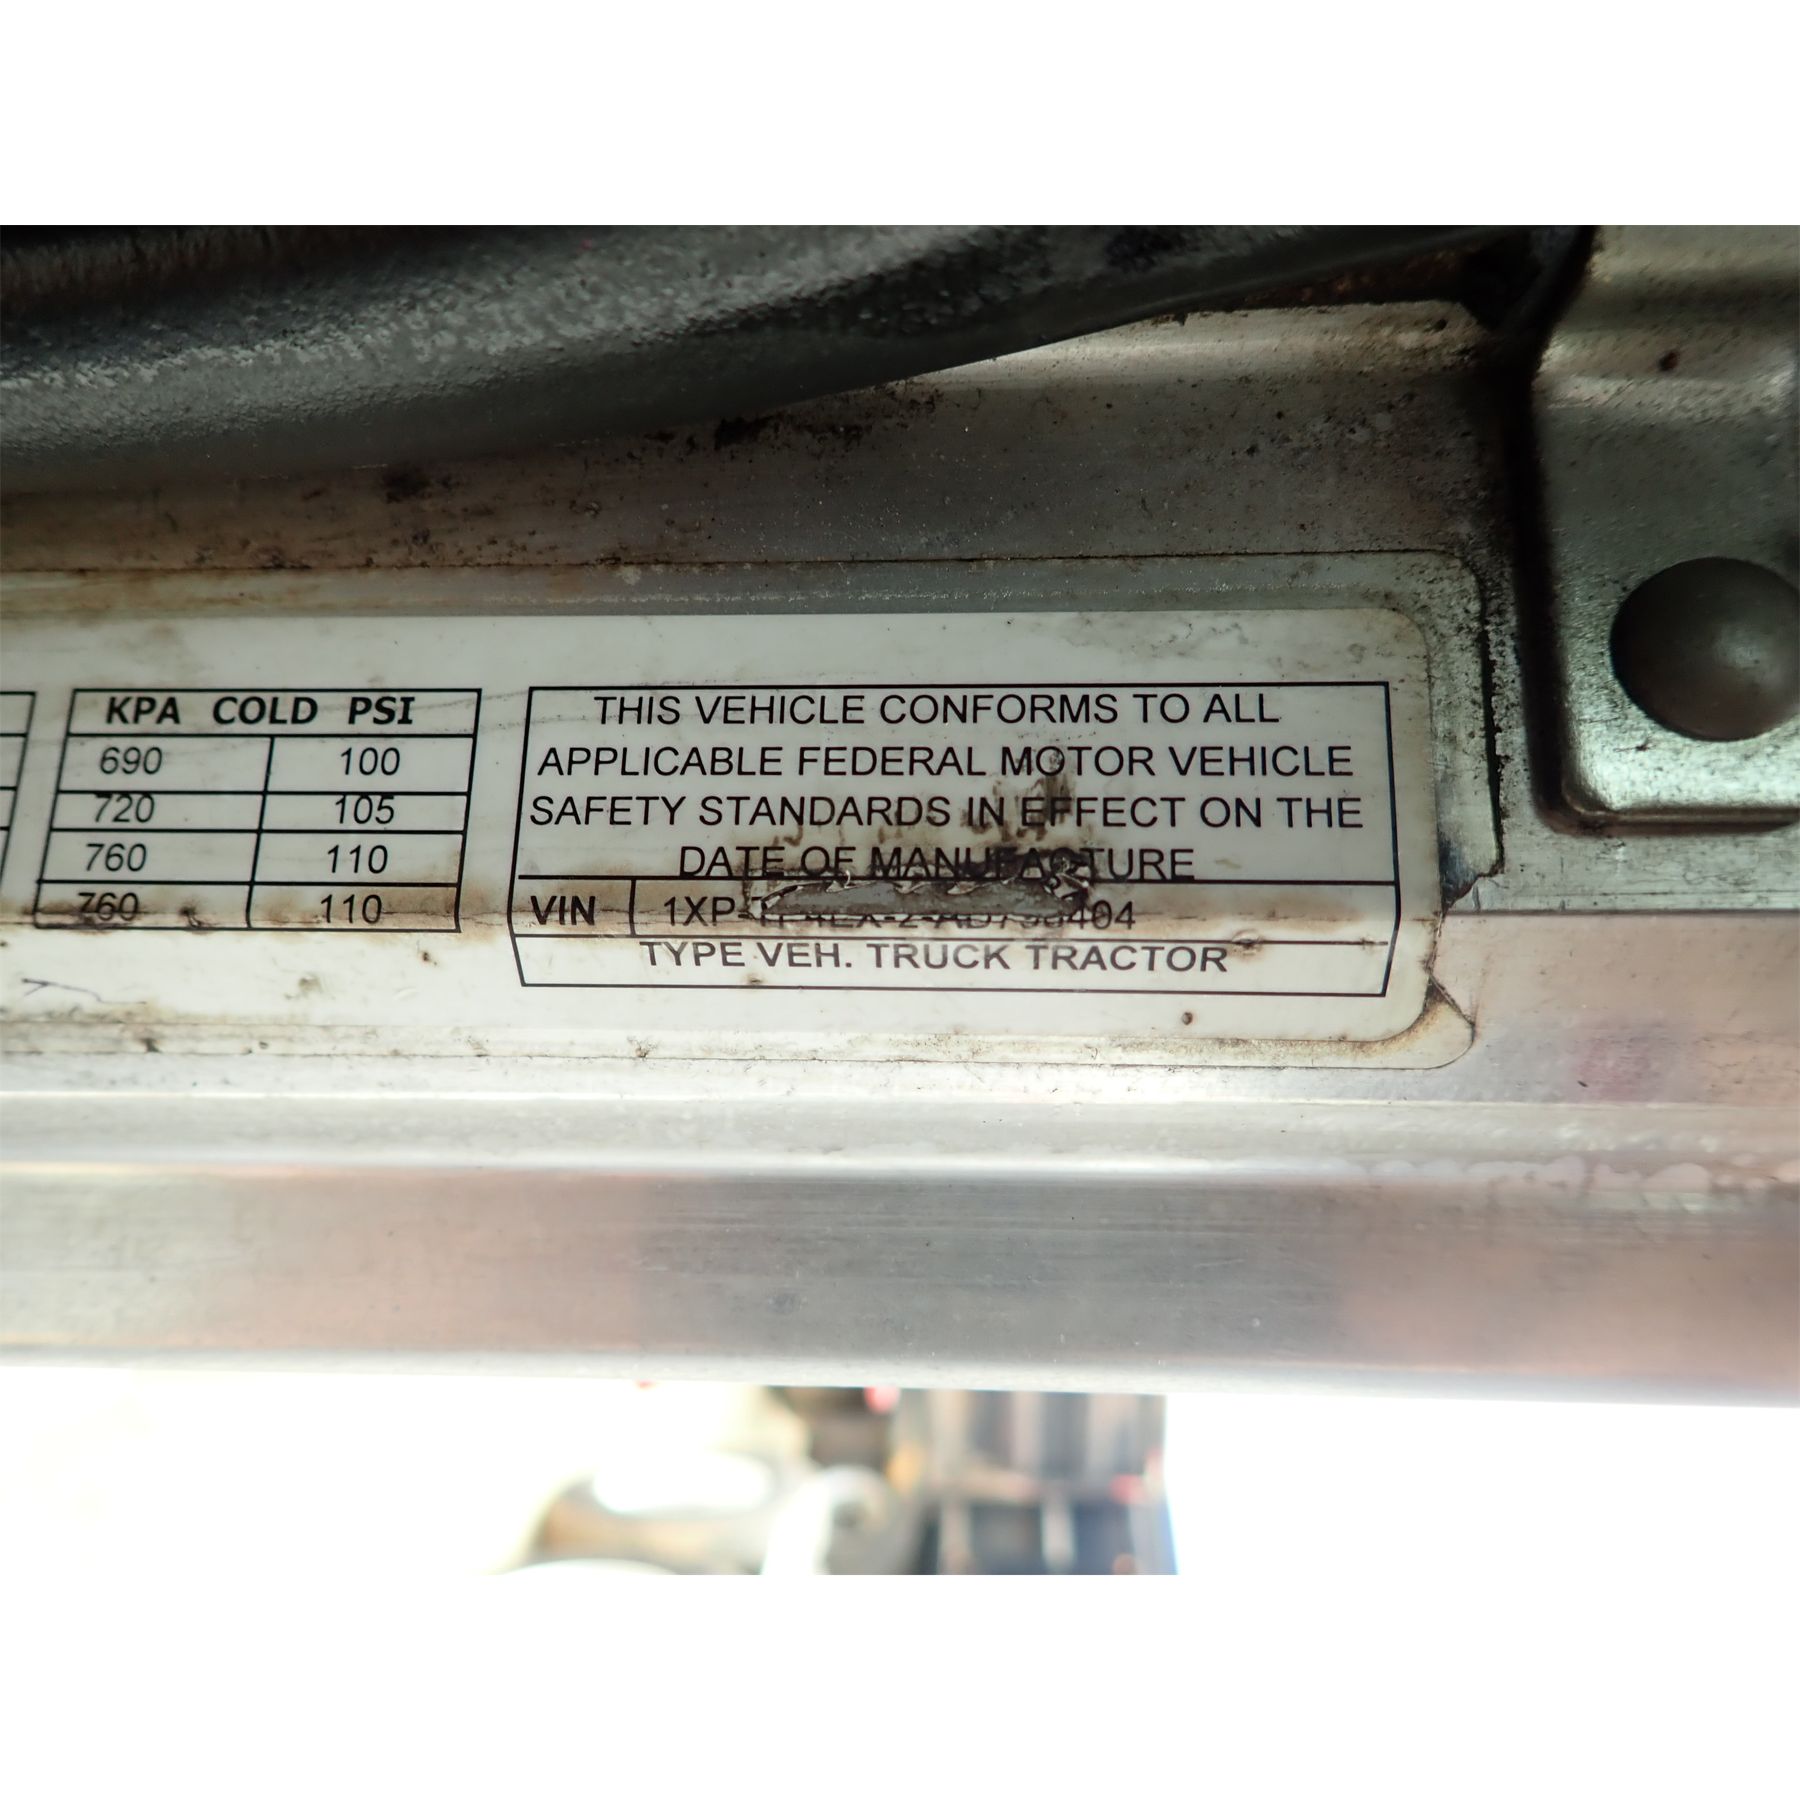 KPA COLD PSI
690 100
720 105
760 110
760 110
THIS VEHICLE CONFORMS TO ALL
APPLICABLE FEDERAL MOTOR VEHICLE
SAFETY STANDARDS IN EFFECT ON THE
DATE OF MANUFACTURE
VIN
TYPE VEH. TRUCK TRACTOR